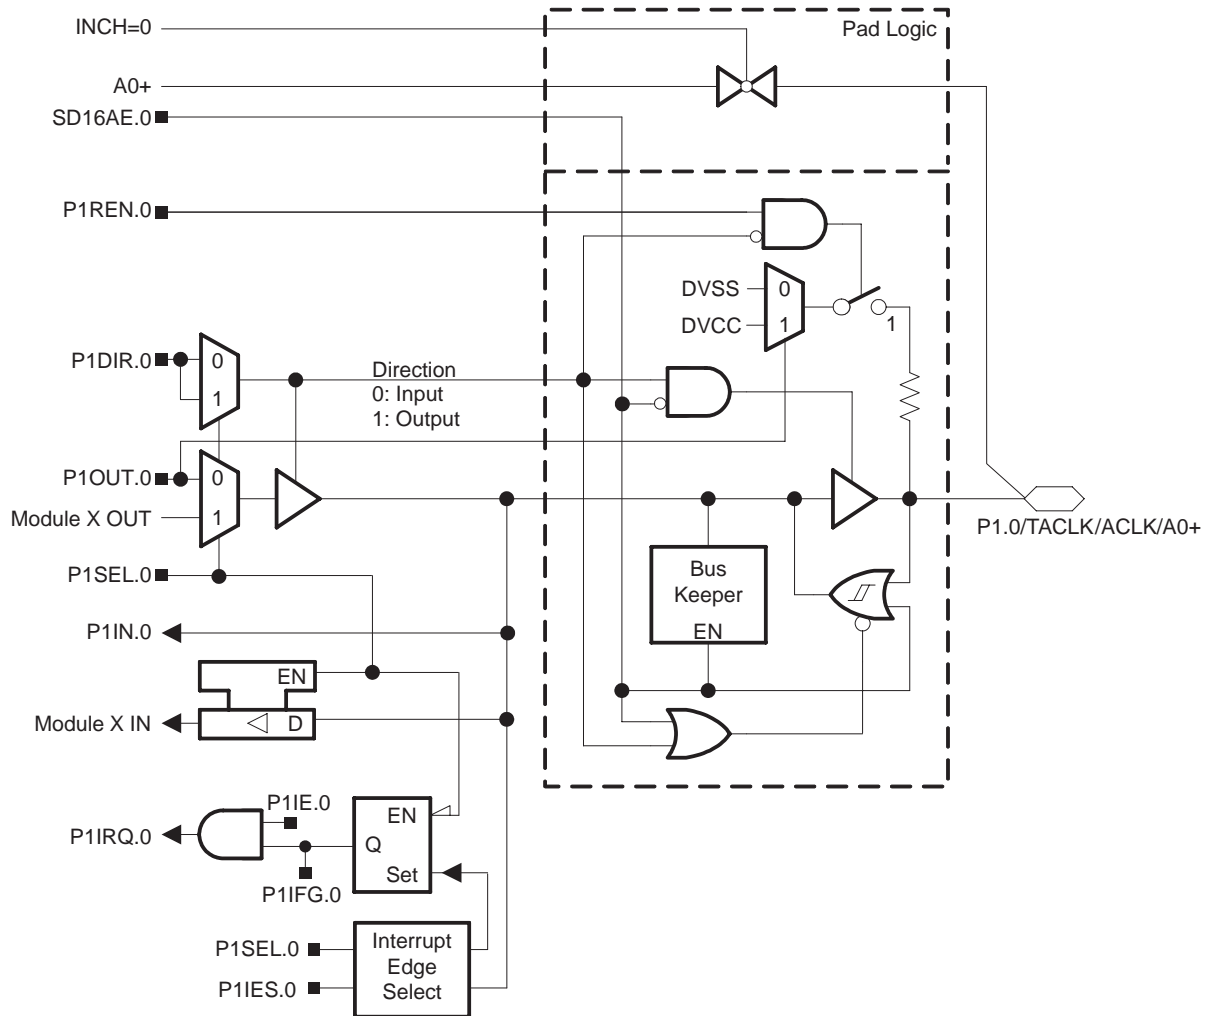 INCH=0
Pad Logic
A0+
SD16AE.0
P1REN.0
DVSS
0
DVCC
1
1
P1DIR.0
0
1
Direction
0: Input
1: Output
P1OUT.0
0
Module X OUT
1
P1.0/TACLK/ACLK/A0+
P1SEL.0
Bus
Keeper
EN
P1IN.0
EN
Module X IN
D
P1IE.0
P1IRQ.0
EN
Q
Set
P1IFG.0
P1SEL.0
P1IES.0
Interrupt
Edge
Select